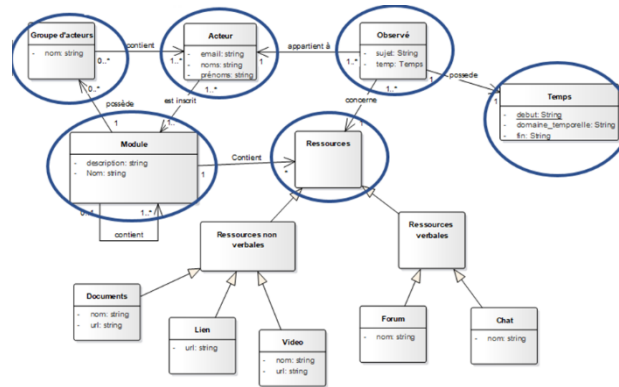 Groupe d'acteurs
- nom: string
contient
0..*
1..*
Acteur
- email: string
- noms: string
- prénoms: string
appartient à
1
1..*
Observé
- sujet: String
- temp: Temps
possede
1
1
Temps
- debut: String
- domaine_temporelle: String
- fin: String
0..*
possède
1
1..*
est inscrit
1..
1..*
concerne
1
Module
- description: string
- Nom: string
Contient
1
*
Ressources
0..*
1..*
contient
Ressources non
verbales
Ressources
verbales
Documents
- nom: string
- url: string
Lien
- url: string
Video
- nom: string
- url: string
Forum
- nom: string
Chat
- nom: string